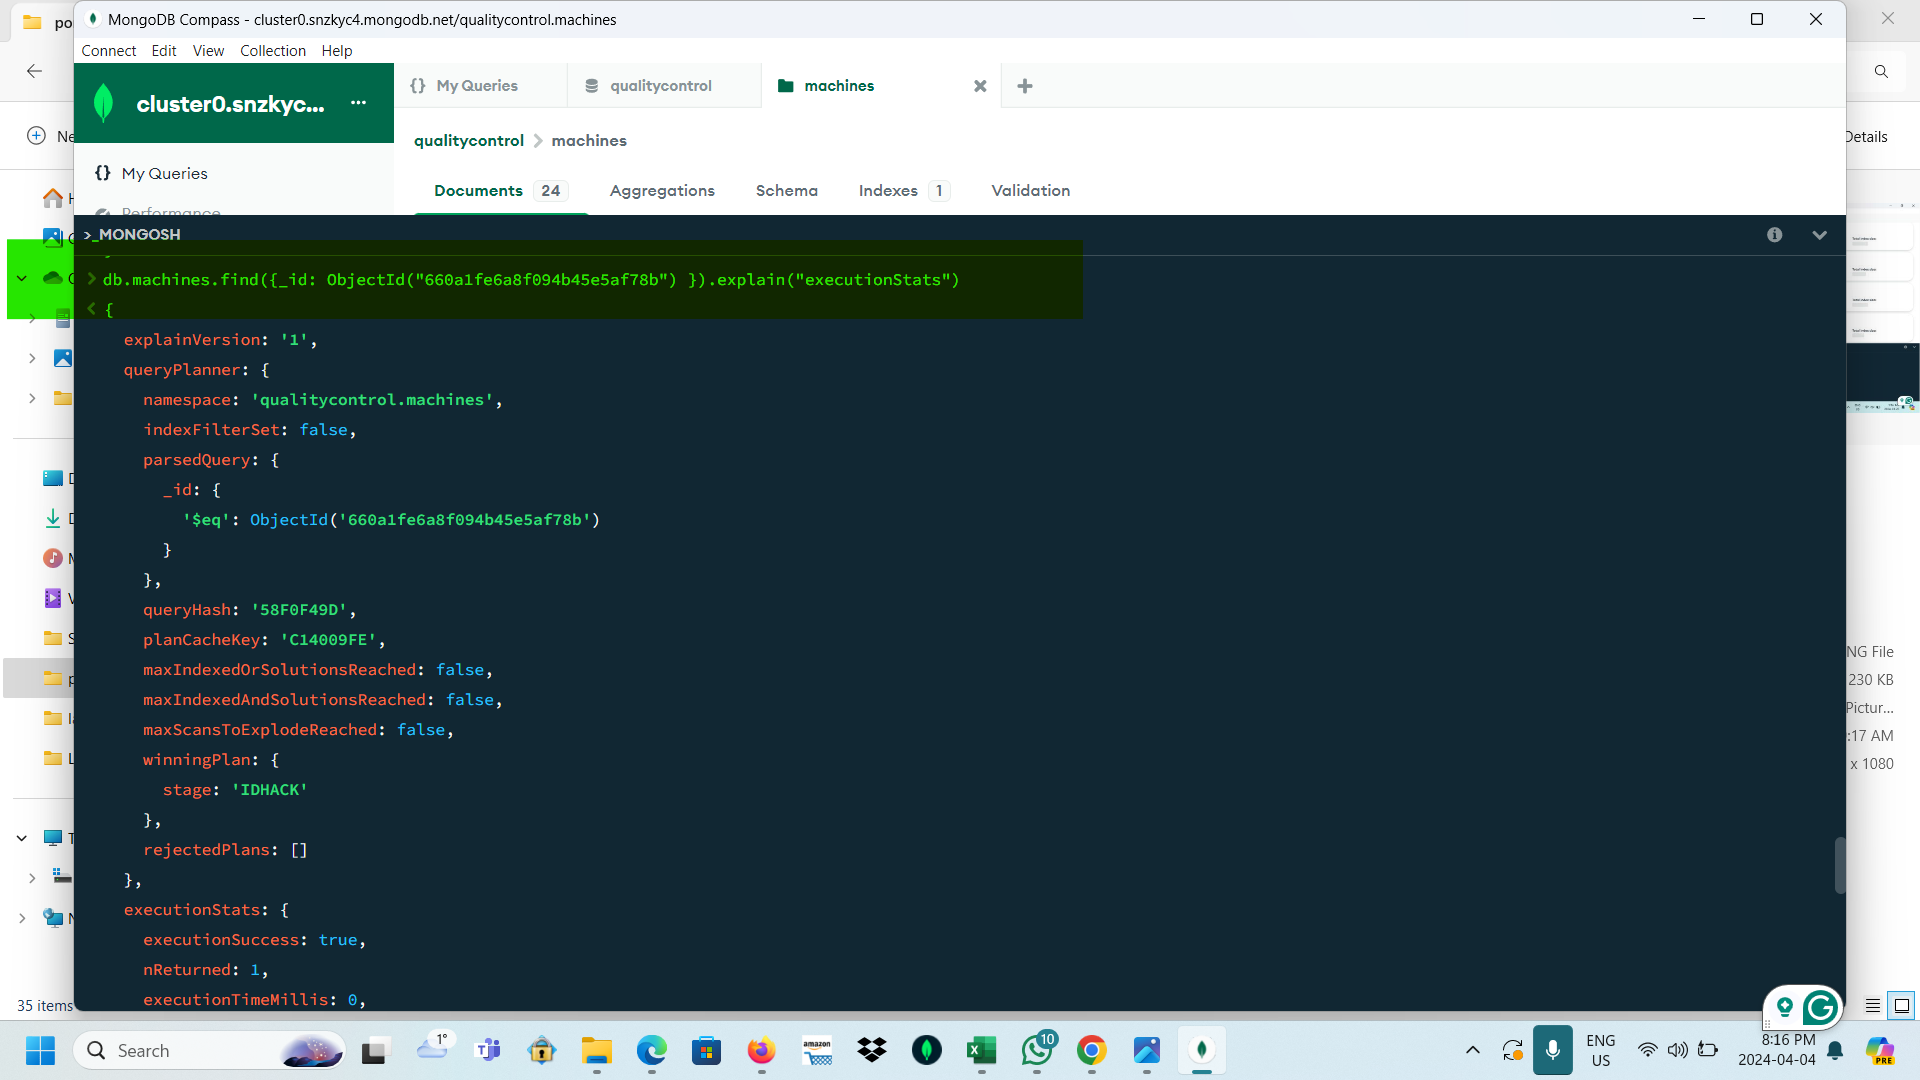 MongoDB Compass - cluster0.snzkyc4.mongodb.net/qualitycontrol.machines
Connect Edit View Collection Help
cluster0.snzkyc... ···
{} My Queries
qualitycontrol
machines
qualitycontrol > machines
{} My Queries
Performance
Documents 24
Aggregations
Schema
Indexes 1
Validation
Details
>_MONGOSH
> db.machines.find({_id: ObjectId("660a1fe6a8f094b45e5af78b") }).explain("executionStats")
< {
explainVersion: '1',
queryPlanner: {
namespace: 'qualitycontrol.machines',
indexFilterSet: false,
parsedQuery: {
_id: {
'$eq': ObjectId('660a1fe6a8f094b45e5af78b')
}
},
queryHash: '58F0F49D',
planCacheKey: 'C14009FE',
maxIndexedOrSolutionsReached: false,
maxIndexedAndSolutionsReached: false,
maxScansToExplodeReached: false,
winningPlan: {
stage: 'IDHACK'
},
rejectedPlans: []
},
executionStats: {
executionSuccess: true,
nReturned: 1,
executionTimeMillis: 0,
po
Ne
NG File
230 KB
Pictur...
:17 AM
x 1080
35 items
Search
1°
amazon
10
ENG
US
8:16 PM
2024-04-04
PRE